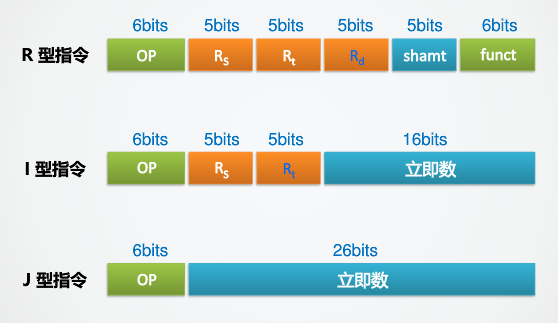 6bits 5bits 5bits 5bits 5bits 6bits
R 型指令 OP Rs Rt Rd shamt funct
6bits 5bits 5bits 16bits
I 型指令 OP Rs Rt 立即数
6bits 26bits
J 型指令 OP 立即数